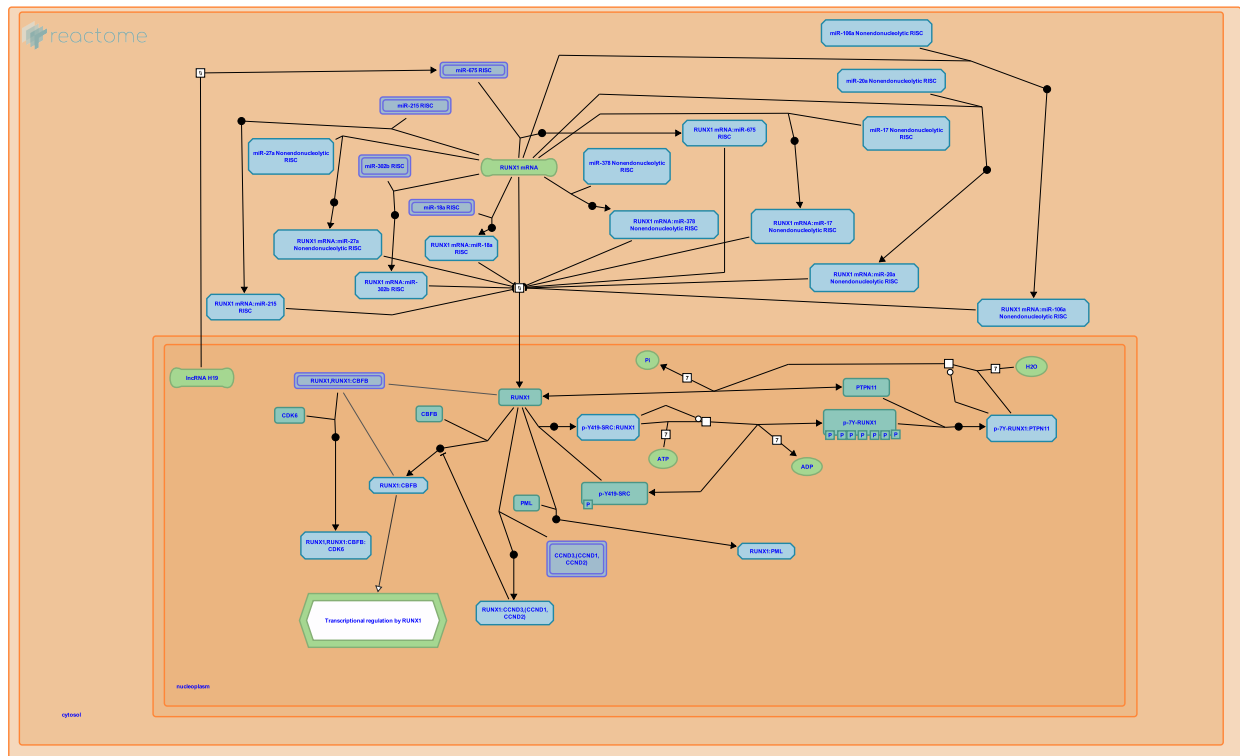 reactome
miR-106a Nonendonucleolytic RISC
miR-675 RISC
miR-20a Nonendonucleolytic RISC
miR-215 RISC
miR-17 Nonendonucleolytic
RISC
RUNX1 mRNA:miR-675
RISC
miR-27a Nonendonucleolytic
RISC
miR-302b RISC
RUNX1 mRNA
miR-378 Nonendonucleolytic
RISC
miR-18a RISC
RUNX1 mRNA:miR-378
Nonendonucleolytic RISC
RUNX1 mRNA:miR-17
Nonendonucleolytic RISC
RUNX1 mRNA:miR-27a
Nonendonucleolytic RISC
RUNX1 mRNA:miR-18a
RISC
RUNX1 mRNA:miR-20a
Nonendonucleolytic RISC
RUNX1 mRNA:miR-
302b RISC
RUNX1 mRNA:miR-215
RISC
RUNX1 mRNA:miR-106a
Nonendonucleolytic RISC
lncRNA H19
RUNX1,RUNX1:CBFB
Pi
7
7
H2O
PTPN11
RUNX1
CDK6
CBFB
p-Y419-SRC:RUNX1
p-7Y-RUNX1
P P P P P P P
p-7Y-RUNX1:PTPN11
7
7
ATP
ADP
RUNX1:CBFB
p-Y419-SRC
P
PML
RUNX1,RUNX1:CBFB:
CDK6
CCND3,(CCND1,
CCND2)
RUNX1:PML
RUNX1:CCND3,(CCND1,
CCND2)
Transcriptional regulation by RUNX1
nucleoplasm
cytosol